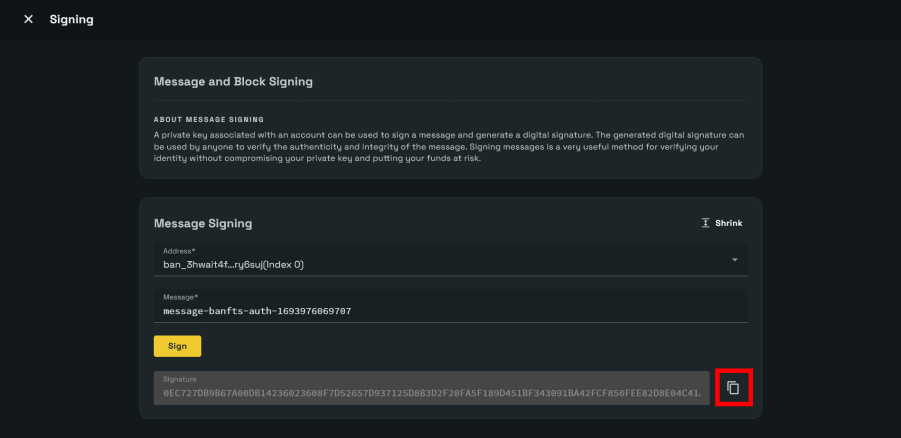 Signing
Message and Block Signing
ABOUT MESSAGE SIGNING
A private key associated with an account can be used to sign a message and generate a digital signature. The generated digital signature can
be used by anyone to verify the authenticity and integrity of the message. Signing messages is a very useful method for verifying your
identity without compromising your private key and putting your funds at risk.
Message Signing
Shrink
Address*
ban_3hwait4f...ry6suj(Index 0)
Message*
message-banfts-auth-1693976069707
Sign
Signature
0EC727DB9B67A00DB14236023608F7D52657D937125D8B3D2F20FA5F189D451BF343091BA42FCF850FEE82D8E04C41